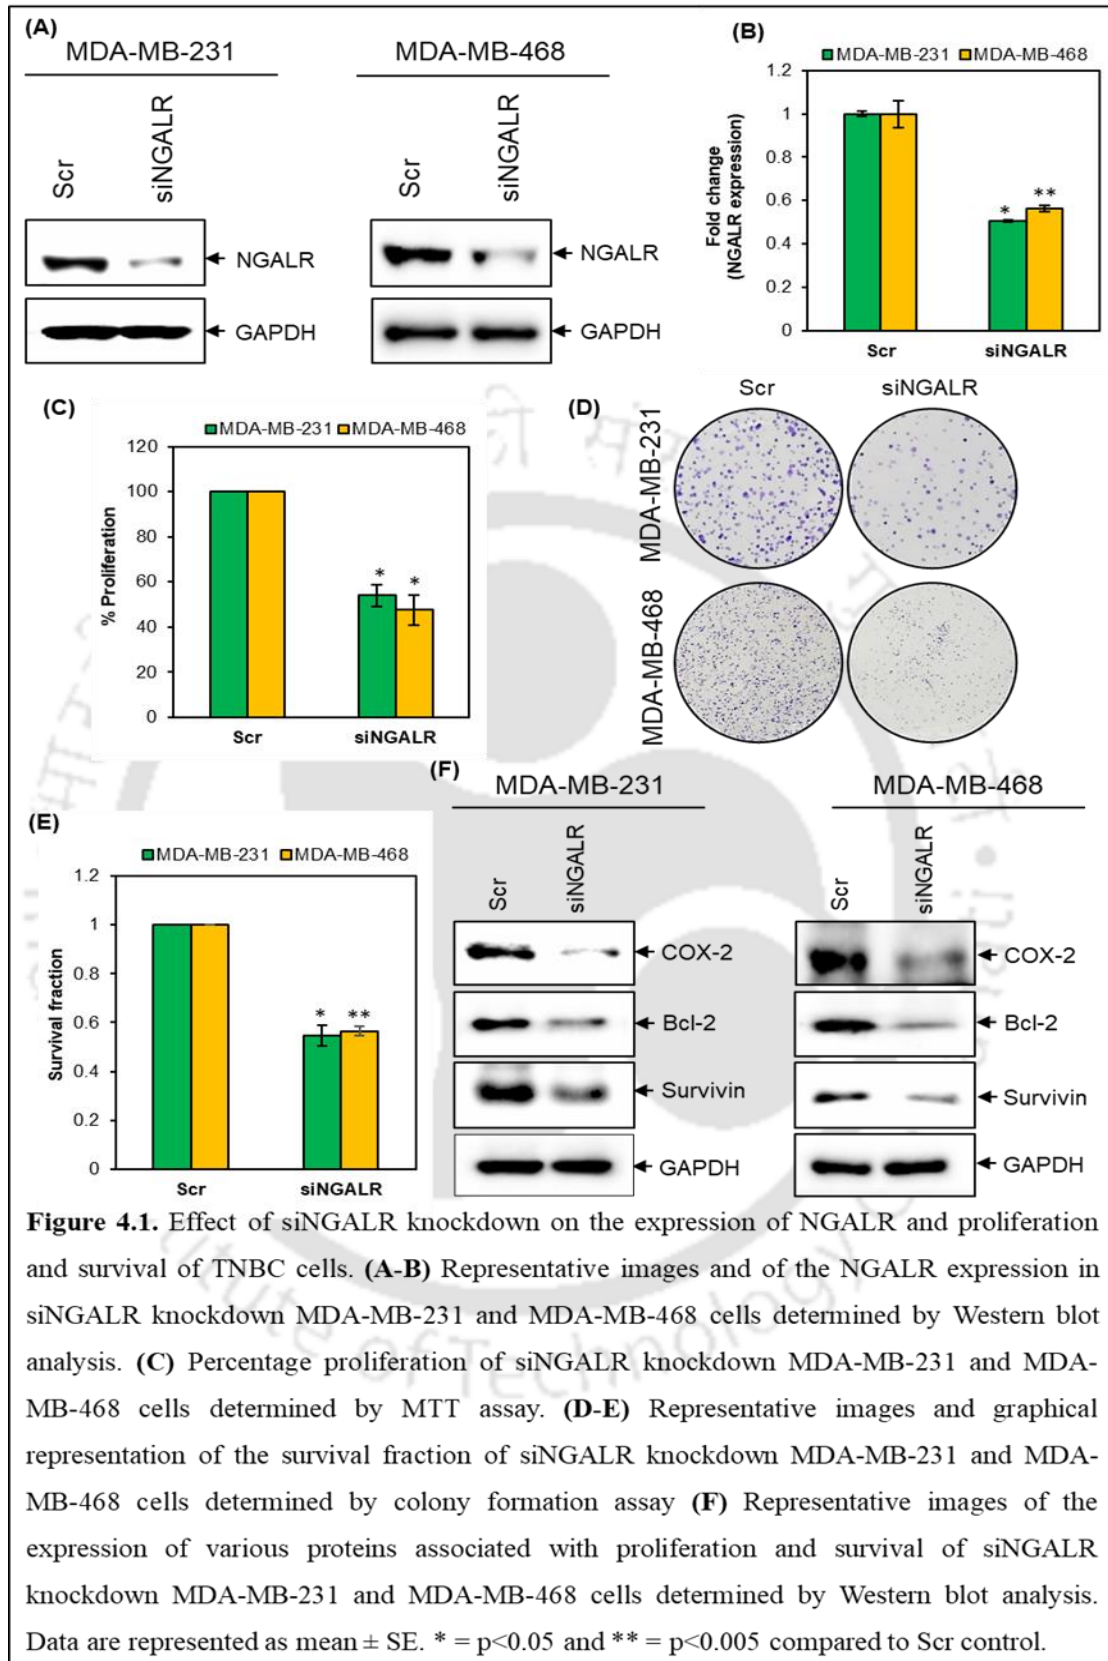 (A)
MDA-MB-231
MDA-MB-468
Scr
siNGALR
Scr
siNGALR
NGALR
GAPDH
NGALR
GAPDH
(B)
MDA-MB-231 MDA-MB-468
Fold change
(NGALR expression)
1.2
1
0.8
0.6
0.4
0.2
0
* **
Scr siNGALR
(C)
MDA-MB-231 MDA-MB-468
% Proliferation
120
100
80
60
40
20
0
* *
Scr siNGALR
(D)
Scr siNGALR
MDA-MB-231
MDA-MB-468
(E)
MDA-MB-231 MDA-MB-468
Survival fraction
1.2
1
0.8
0.6
0.4
0.2
0
* **
Scr siNGALR
(F)
MDA-MB-231
MDA-MB-468
Scr
siNGALR
Scr
siNGALR
COX-2
Bcl-2
Survivin
GAPDH
COX-2
Bcl-2
Survivin
GAPDH
Figure 4.1. Effect of siNGALR knockdown on the expression of NGALR and proliferation
and survival of TNBC cells. (A-B) Representative images and of the NGALR expression in
siNGALR knockdown MDA-MB-231 and MDA-MB-468 cells determined by Western blot
analysis. (C) Percentage proliferation of siNGALR knockdown MDA-MB-231 and MDA-
MB-468 cells determined by MTT assay. (D-E) Representative images and graphical
representation of the survival fraction of siNGALR knockdown MDA-MB-231 and MDA-
MB-468 cells determined by colony formation assay (F) Representative images of the
expression of various proteins associated with proliferation and survival of siNGALR
knockdown MDA-MB-231 and MDA-MB-468 cells determined by Western blot analysis.
Data are represented as mean ± SE. * = p<0.05 and ** = p<0.005 compared to Scr control.
itute of Technology